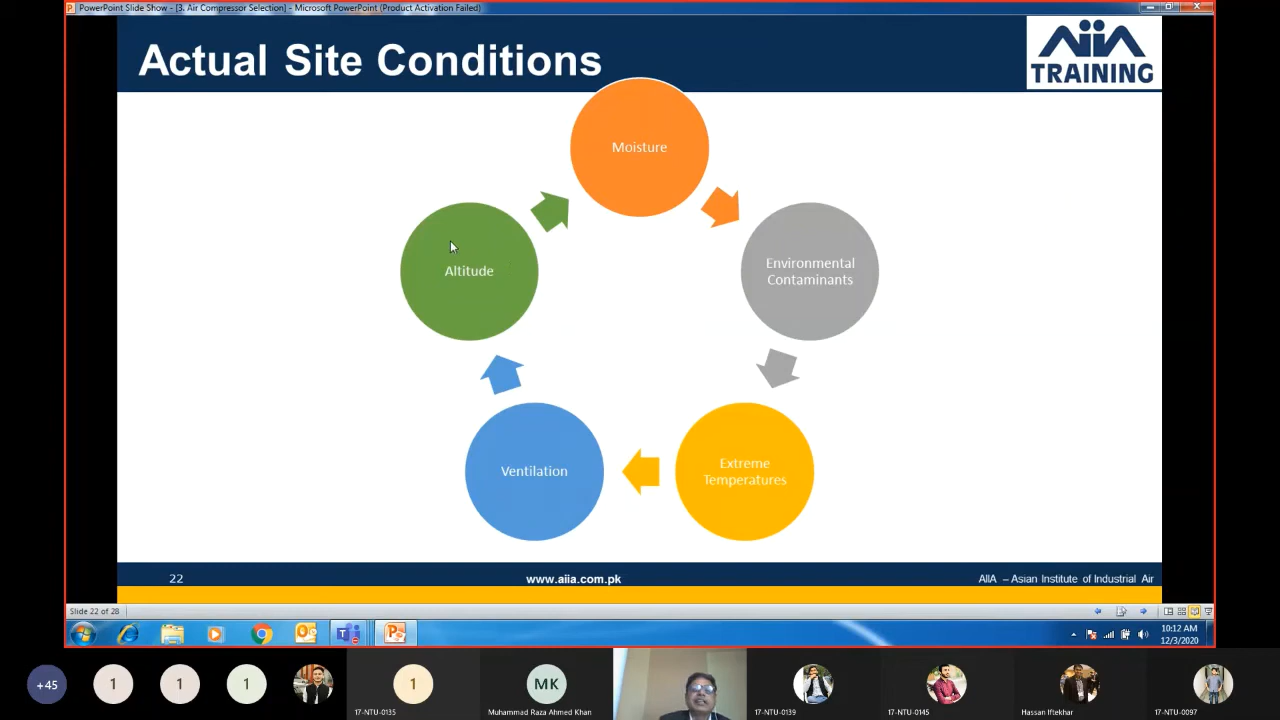 PowerPoint Slide Show - [3. Air Compressor Selection] - Microsoft PowerPoint (Product Activation Failed)
Actual Site Conditions
AIIA
TRAINING
Moisture
Altitude
Environmental
Contaminants
Ventilation
Extreme
Temperatures
22
www.aiia.com.pk
AIIA – Asian Institute of Industrial Air
Slide 22 of 28
10:12 AM
12/3/2020
+45
1
1
1
1
17-NTU-0135
MK
Muhammad Raza Ahmed Khan
17-NTU-0139
17-NTU-0145
Hassan Iftekhar
17-NTU-0097